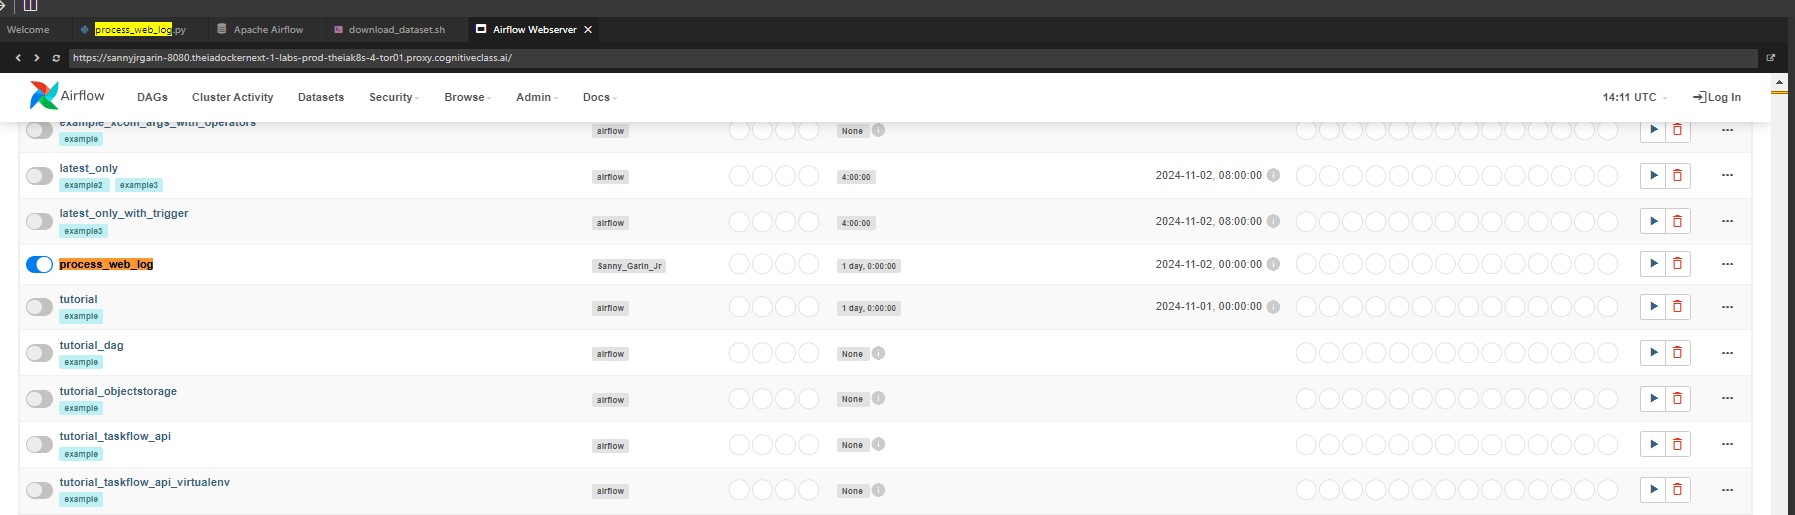 Welcome process_web_log.py Apache Airflow download_dataset.sh Airflow Webserver
https://sannyjrgarin-8080.theiadockernext-1-labs-prod-theiak8s-4-tor01.proxy.cognitiveclass.ai/
Airflow DAGs Cluster Activity Datasets Security Browse Admin Docs 14:11 UTC Log In
example_xcom_args_with_operators
example airflow None
latest_only
example2 example3 airflow 4:00:00 2024-11-02, 08:00:00
latest_only_with_trigger
example3 airflow 4:00:00 2024-11-02, 08:00:00
process_web_log Sanny_Garin_Jr 1 day, 0:00:00 2024-11-02, 00:00:00
tutorial
example airflow 1 day, 0:00:00 2024-11-01, 00:00:00
tutorial_dag
example airflow None
tutorial_objectstorage
example airflow None
tutorial_taskflow_api
example airflow None
tutorial_taskflow_api_virtualenv
example airflow None